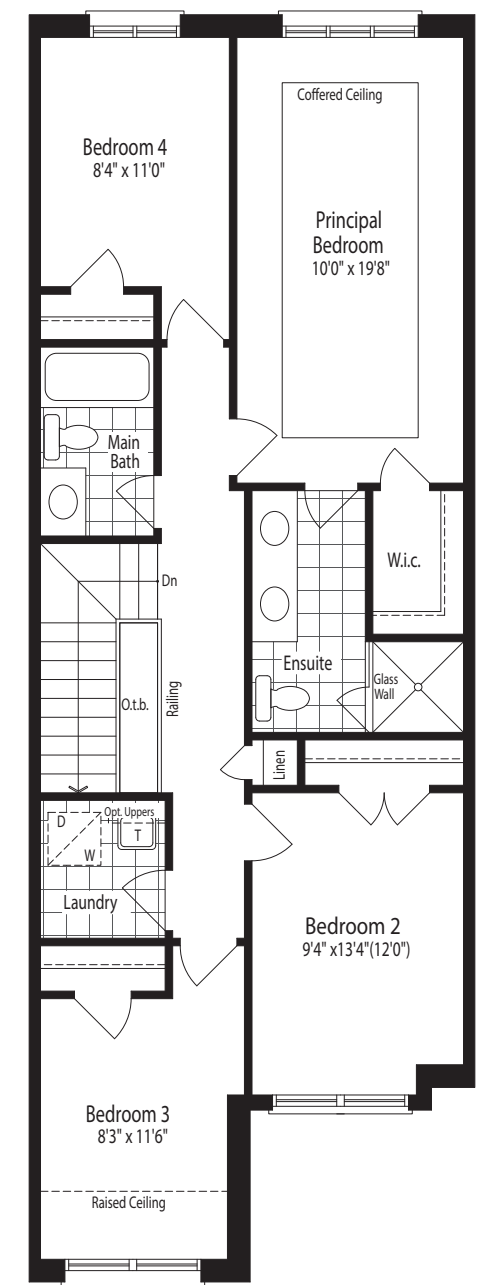 Coffered Ceiling
Bedroom 4
8'4" x 11'0"
Principal
Bedroom
10'0" x 19'8"
Main
Bath
W.i.c.
Dn
Ensuite
Glass
Wall
O.t.b.
Railing
Linen
Opt. Uppers
D
T
W
Laundry
Bedroom 2
9'4" x13'4"(12'0")
Bedroom 3
8'3" x 11'6"
Raised Ceiling